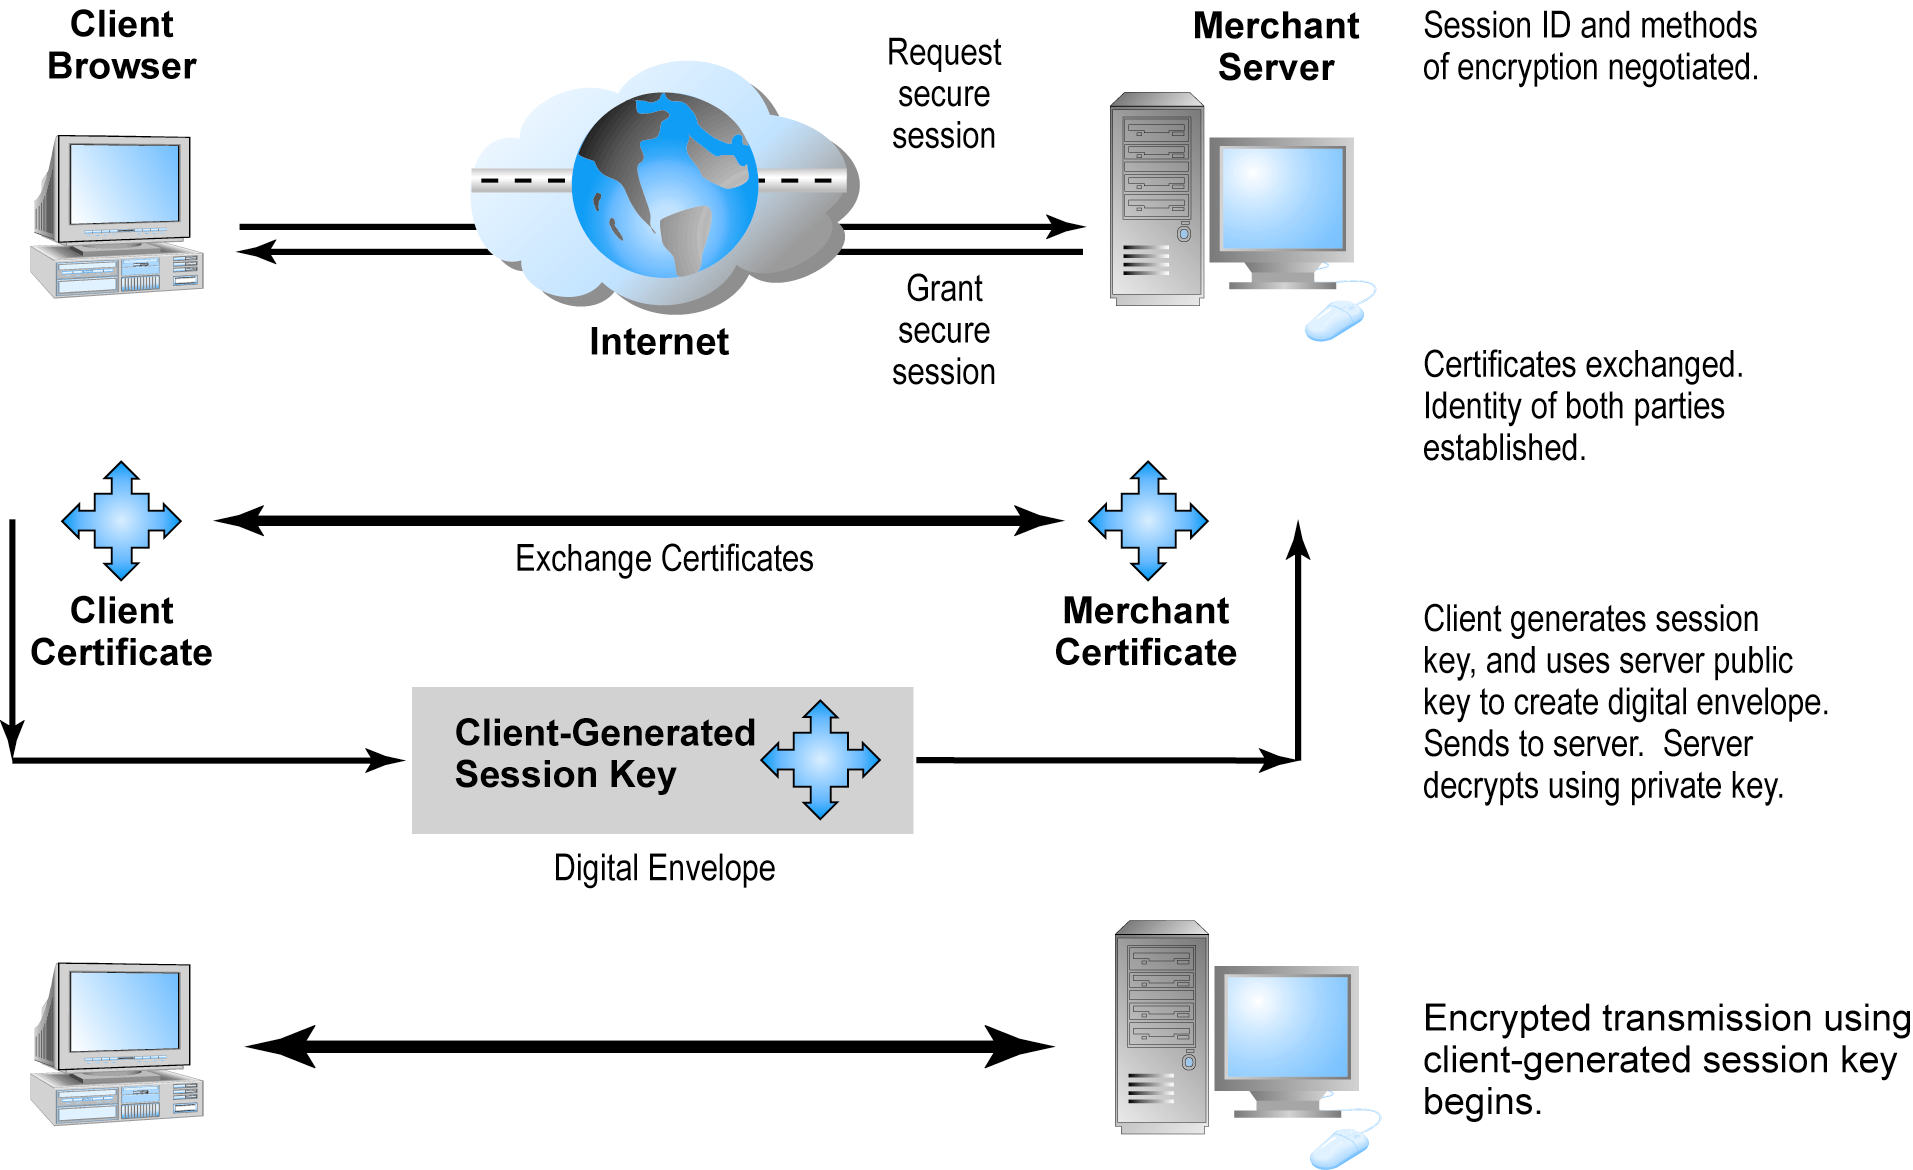 Client
Browser
Request
secure
session
Merchant
Server
Session ID and methods
of encryption negotiated.
Internet
Grant
secure
session
Certificates exchanged.
Identity of both parties
established.
Exchange Certificates
Client
Certificate
Merchant
Certificate
Client generates session
key, and uses server public
key to create digital envelope.
Sends to server.  Server
decrypts using private key.
Client-Generated
Session Key
Digital Envelope
Encrypted transmission using
client-generated session key
begins.